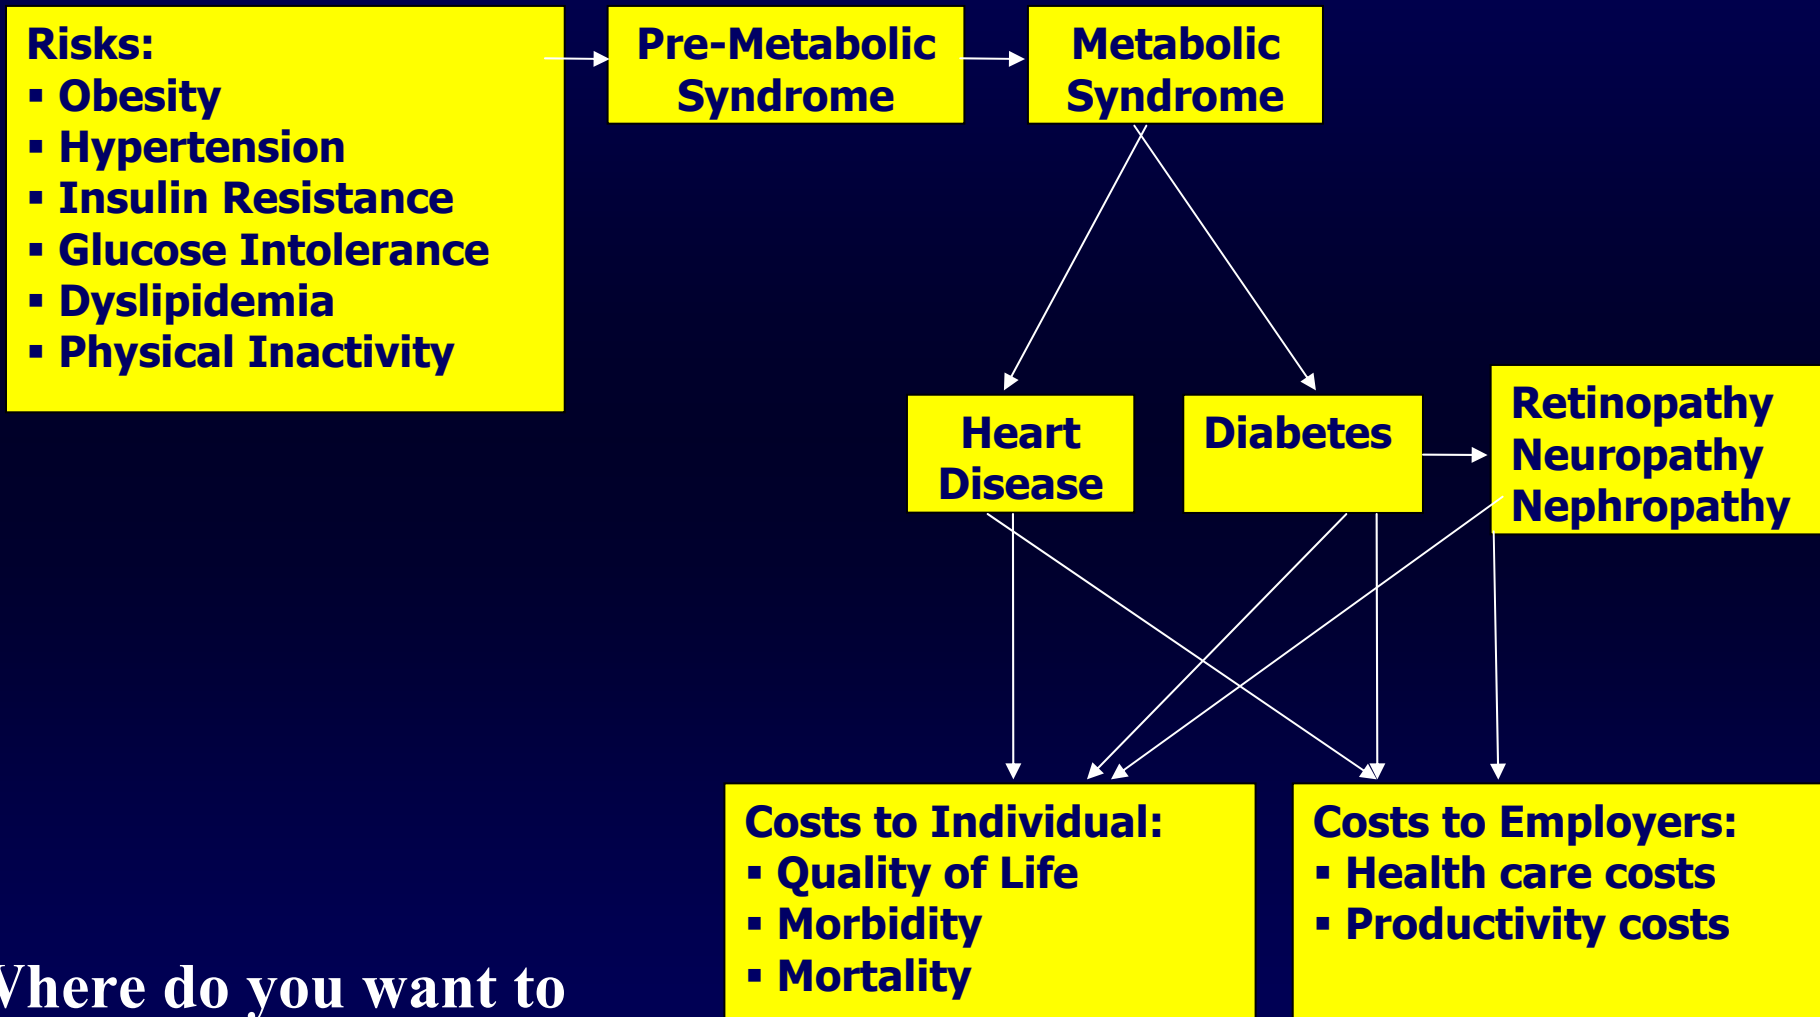 Risks:
▪ Obesity
▪ Hypertension
▪ Insulin Resistance
▪ Glucose Intolerance
▪ Dyslipidemia
▪ Physical Inactivity
Pre-Metabolic
Syndrome
Metabolic
Syndrome
Heart
Disease
Diabetes
Retinopathy
Neuropathy
Nephropathy
Costs to Individual:
▪ Quality of Life
▪ Morbidity
▪ Mortality
Costs to Employers:
▪ Health care costs
▪ Productivity costs
Where do you want to